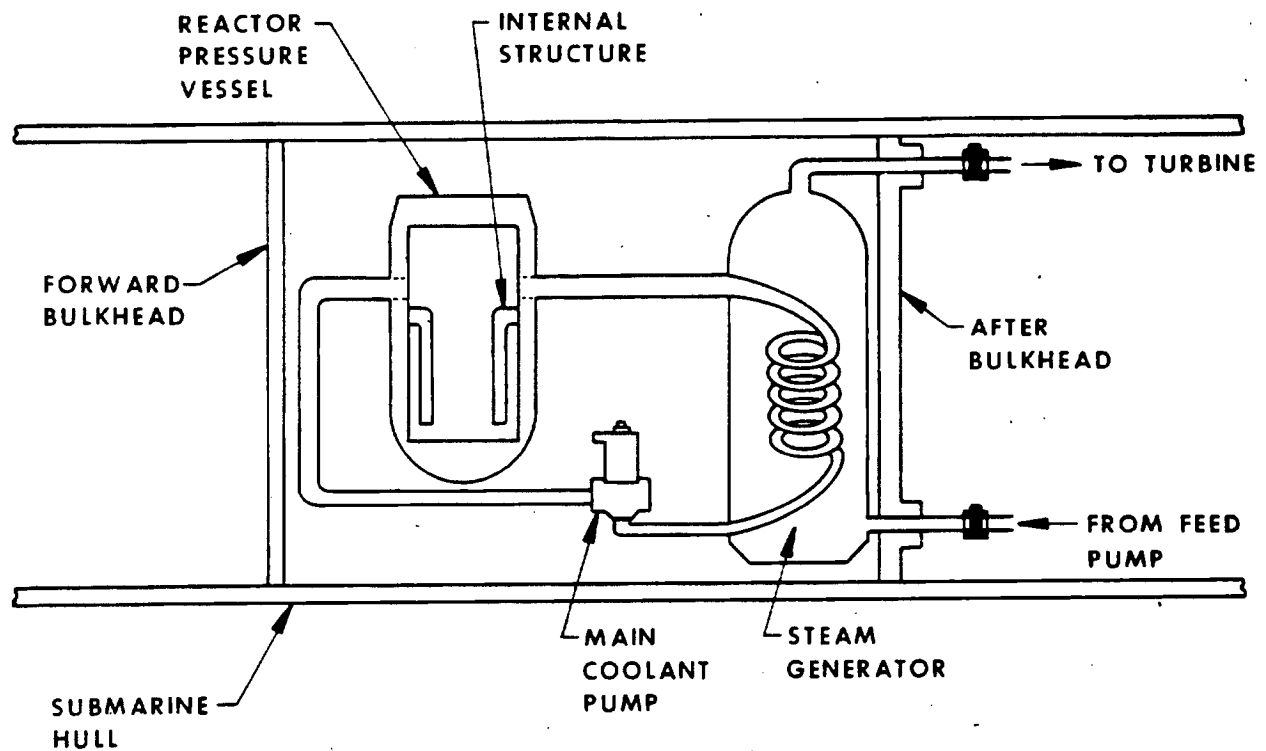 REACTOR
PRESSURE
VESSEL
INTERNAL
STRUCTURE
TO TURBINE
FORWARD
BULKHEAD
AFTER
BULKHEAD
FROM FEED
PUMP
MAIN
COOLANT
PUMP
STEAM
GENERATOR
SUBMARINE
HULL